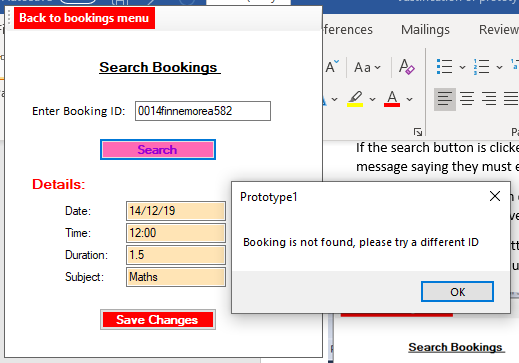 Back to bookings menu
Search Bookings
Enter Booking ID: 0014finnemorea582
Search
Details:
Date: 14/12/19
Time: 12:00
Duration: 1.5
Subject: Maths
Save Changes
Prototype1
Booking is not found, please try a different ID
OK
Mailings
Review
Aa
If the search button is clicke
message saying they must e
Search Bookings